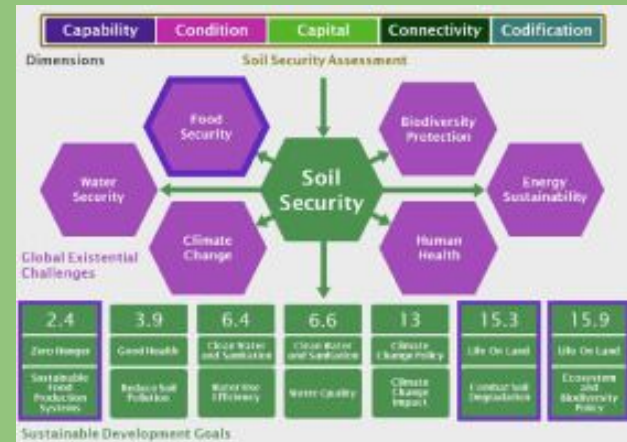 Capability Condition Capital Connectivity Codification
Dimensions
Soil Security Assessment
Food
Security
Biodiversity
Protection
Water
Security
Soil
Security
Energy
Sustainability
Climate
Change
Human
Health
Global Existential
Challenges
2.4 3.9 6.4 6.6 13 15.3 15.9
Zero Hunger
Good Health
Clean Water
and Sanitation
Clean Water
and Sanitation
Climate
Change Policy
Life On Land
Life On Land
Sustainable
Food
Production
Systems
Reduce Soil
Pollution
Water Use
Efficiency
Water Quality
Climate
Change
Impact
Combat Soil
Degradation
Ecosystem
and
Biodiversity
Policy
Sustainable Development Goals